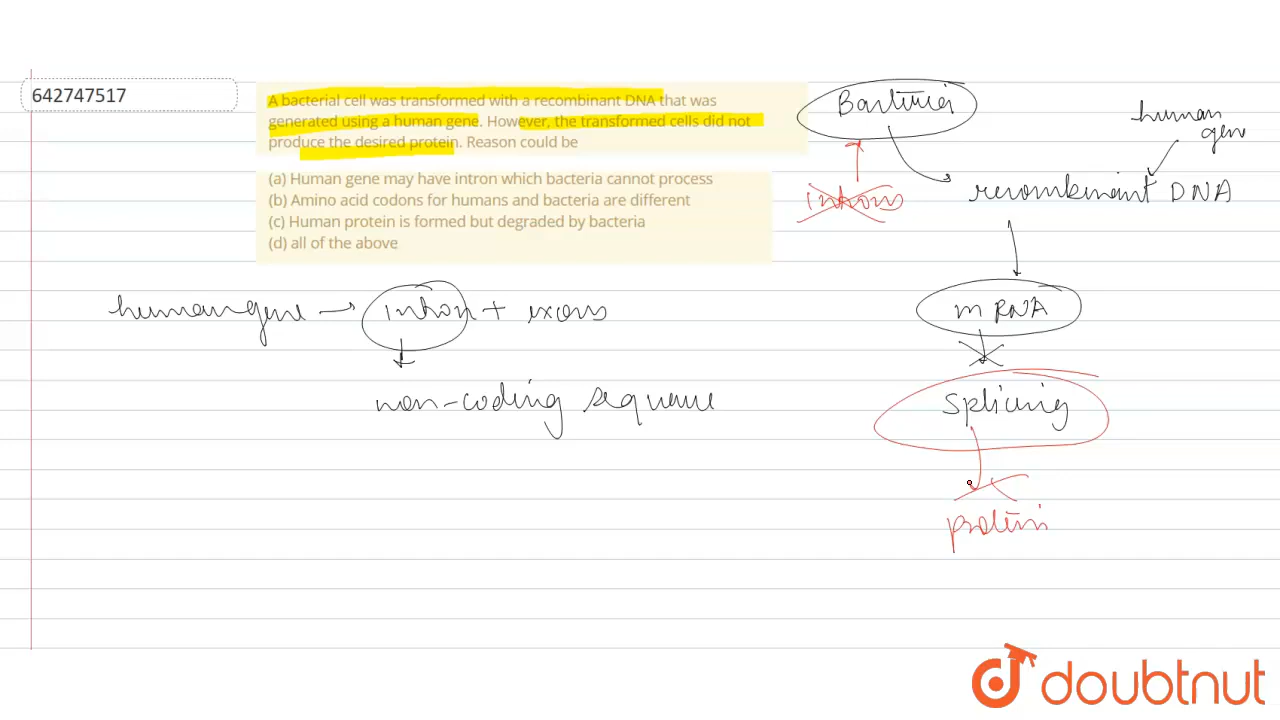 642747517
A bacterial cell was transformed with a recombinant DNA that was
generated using a human gene. However, the transformed cells did not
produce the desired protein. Reason could be
(a) Human gene may have intron which bacteria cannot process
(b) Amino acid codons for humans and bacteria are different
(c) Human protein is formed but degraded by bacteria
(d) all of the above
Bacteria
human
gene
introns
recombinant DNA
human gene → intron + exons
mRNA
non-coding sequence
Splicing
protein
doubtnut